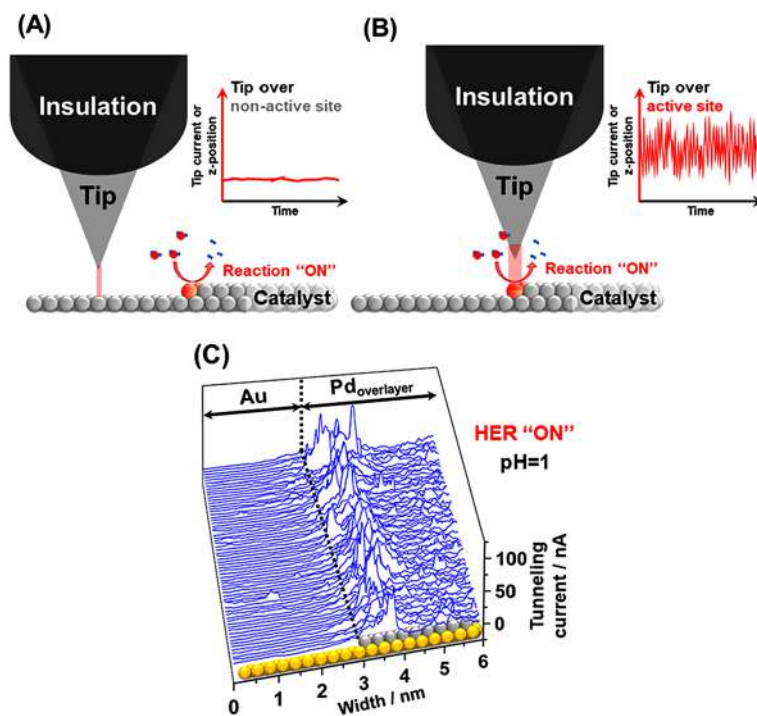 (A)
Insulation
Tip
Tip current or
z-position
Tip over
non-active site
Time
Reaction “ON”
Catalyst
(B)
Insulation
Tip
Tip current or
z-position
Tip over
active site
Time
Reaction “ON”
Catalyst
(C)
Au
Pdoverlayer
HER “ON”
pH=1
100
50
0
Tunneling
current / nA
0 1 2 3 4 5 6
Width / nm